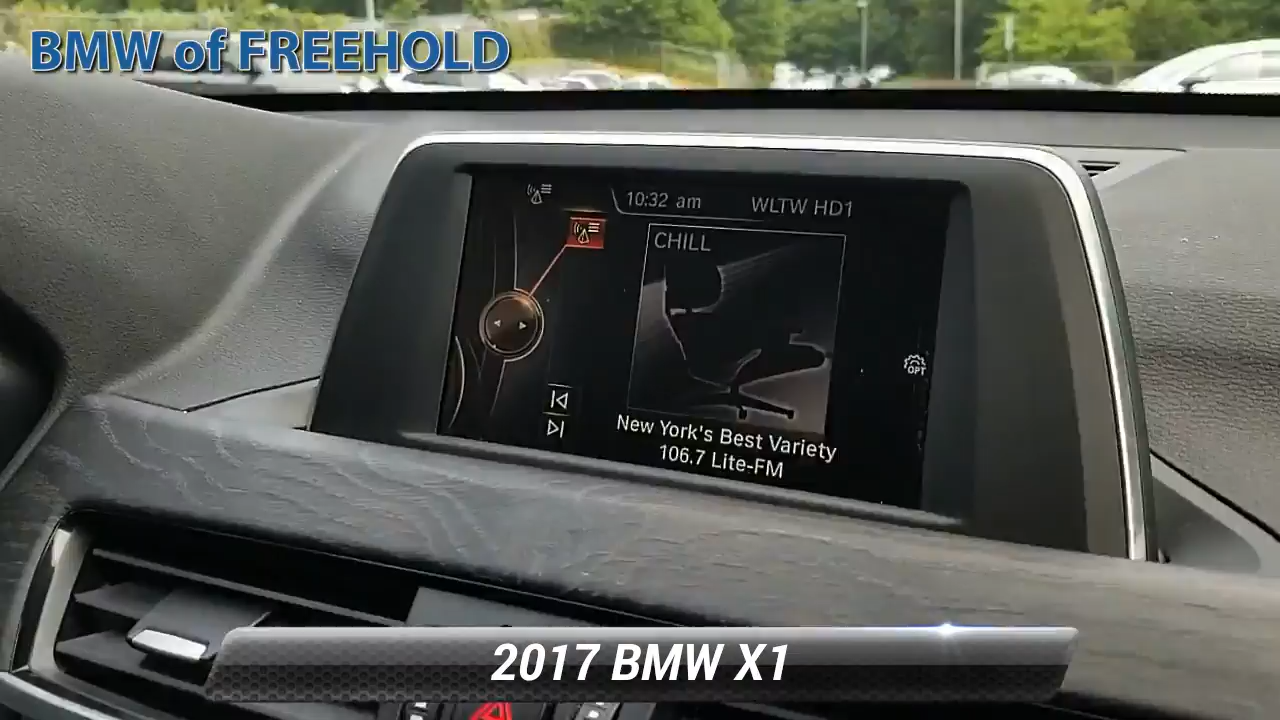 BMW of FREEHOLD
10:32 am WLTW HD1
CHILL
OPT
New York's Best Variety
106.7 Lite-FM
2017 BMW X1